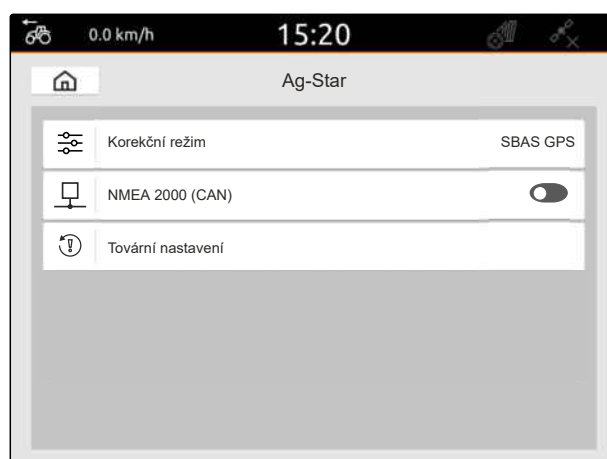 0.0 km/h 15:20
Ag-Star
Korekční režim SBAS GPS
NMEA 2000 (CAN)
Tovární nastavení